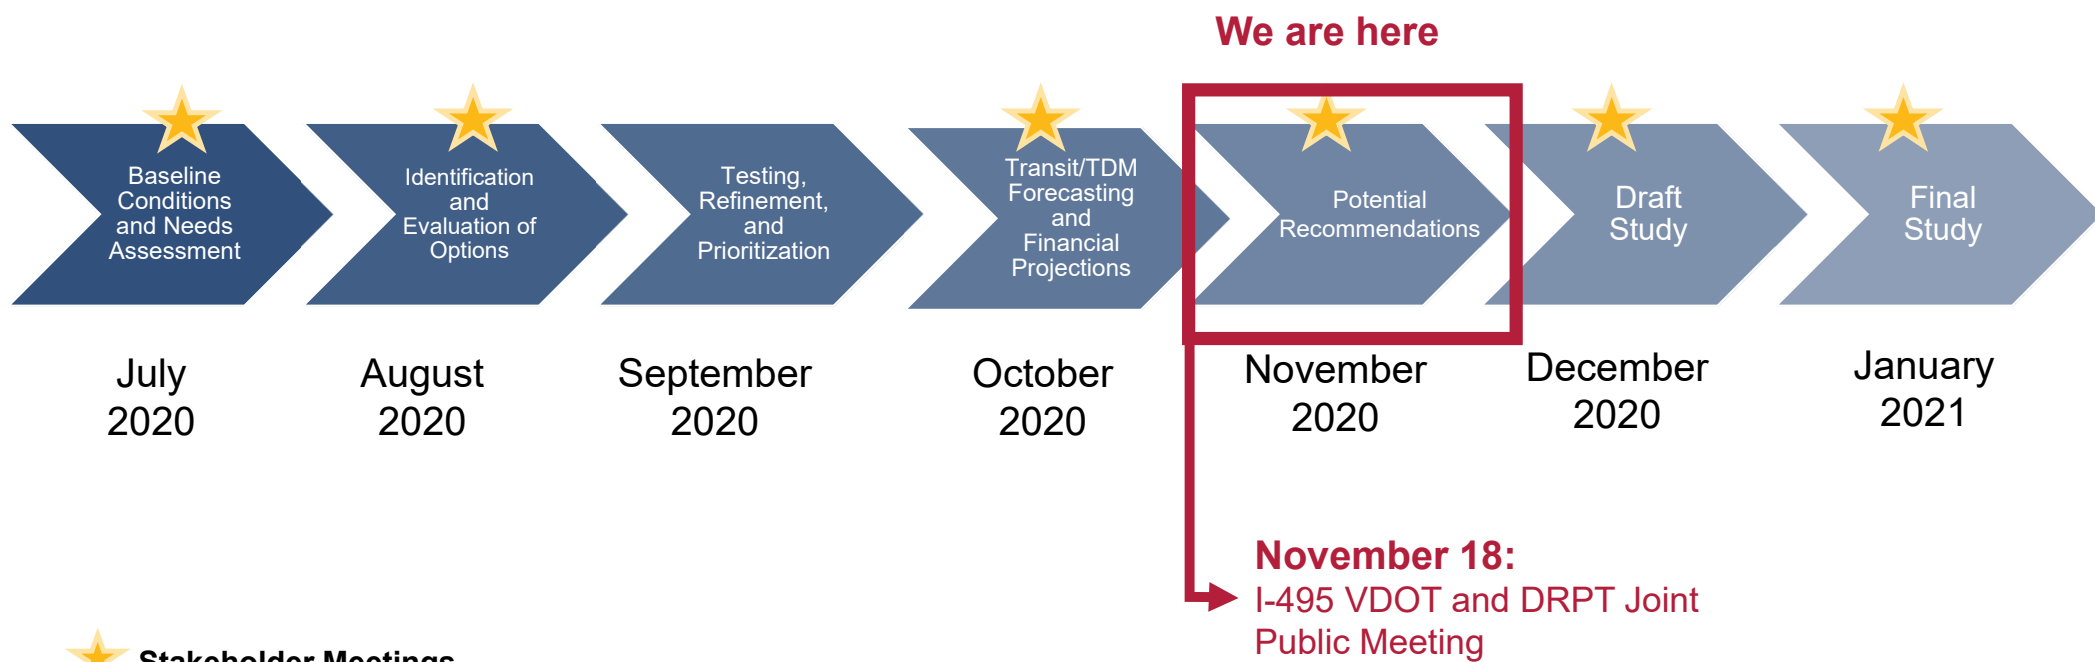 We are here
Baseline
Conditions
and Needs
Assessment
Identification
and
Evaluation of
Options
Testing,
Refinement,
and
Prioritization
Transit/TDM
Forecasting
and
Financial
Projections
Potential
Recommendations
Draft
Study
Final
Study
July
2020
August
2020
September
2020
October
2020
November
2020
December
2020
January
2021
November 18:
I-495 VDOT and DRPT Joint
Public Meeting
Stakeholder Meetings